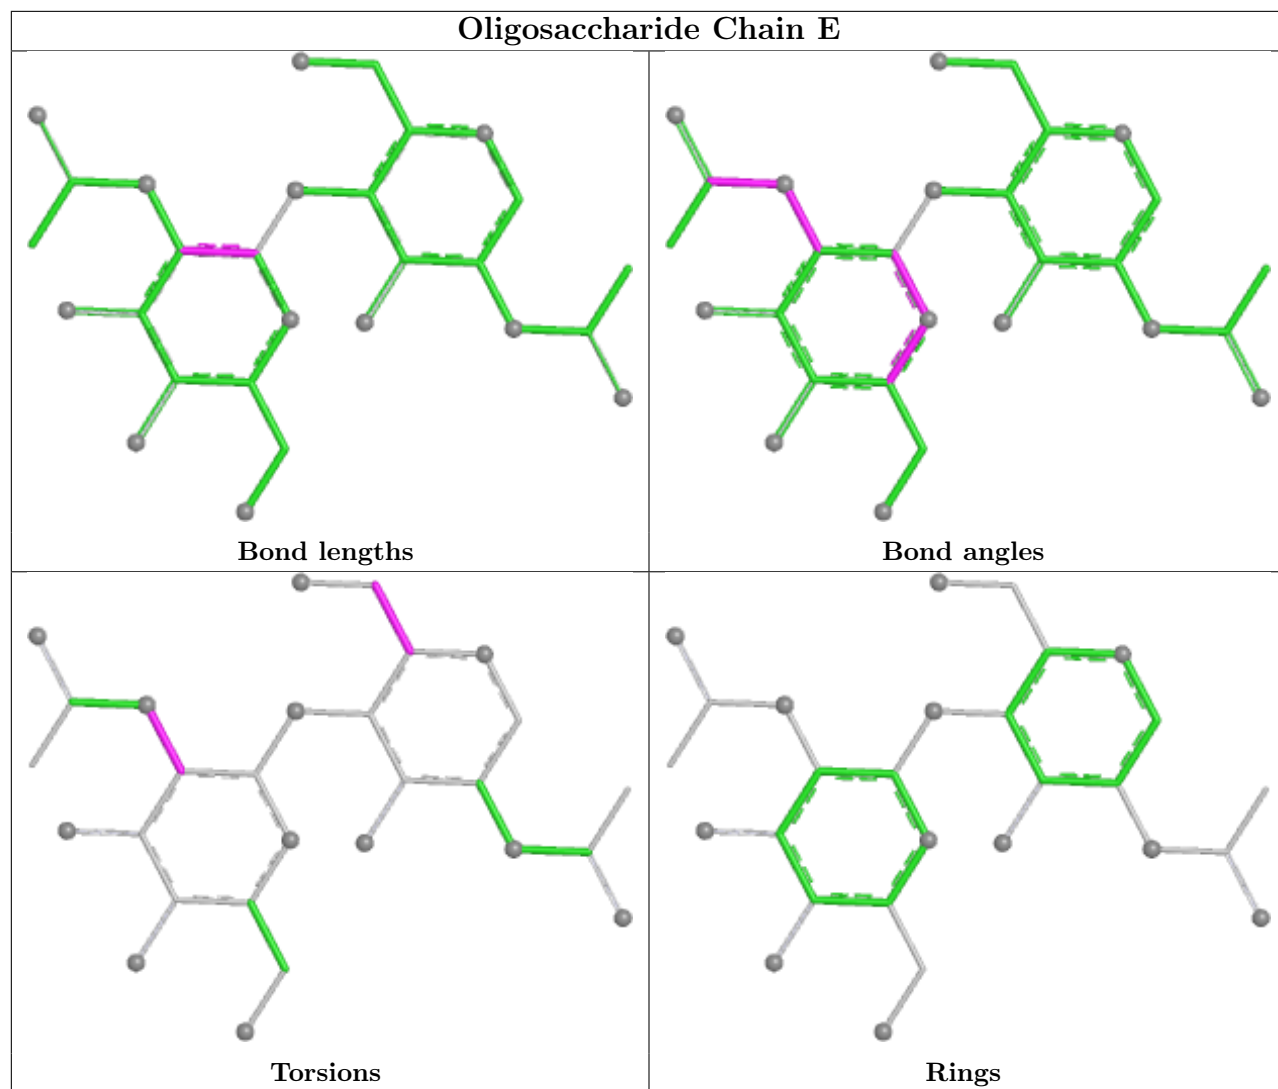 Oligosaccharide Chain E
Bond lengths
Bond angles
Torsions
Rings